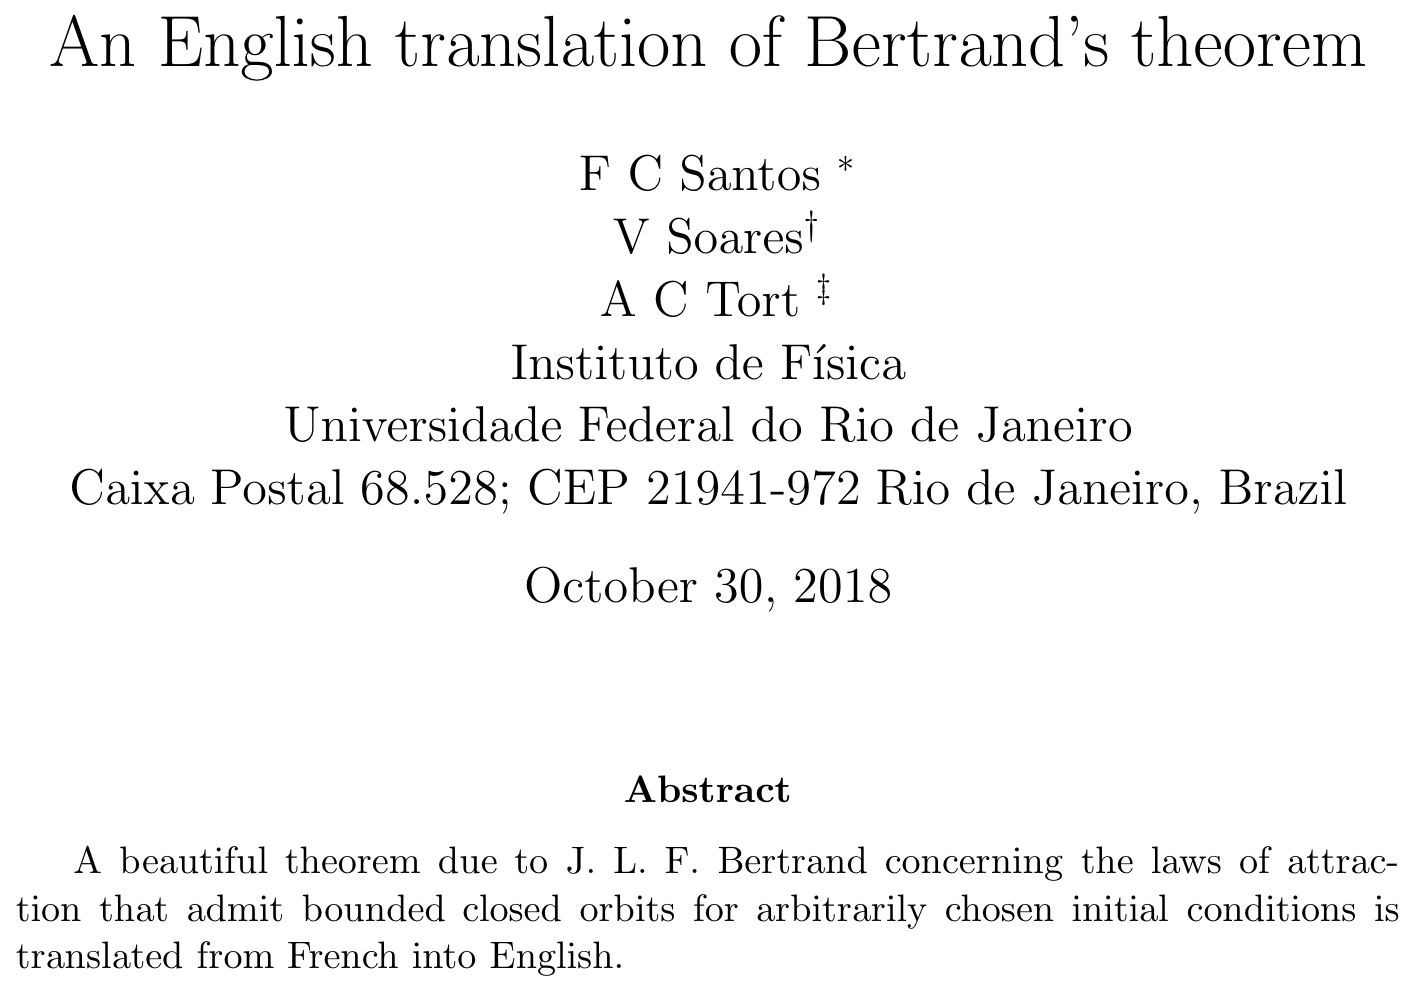 An English translation of Bertrand's theorem
F C Santos *
V Soares†
A C Tort ‡
Instituto de Física
Universidade Federal do Rio de Janeiro
Caixa Postal 68.528; CEP 21941-972 Rio de Janeiro, Brazil
October 30, 2018
Abstract
A beautiful theorem due to J. L. F. Bertrand concerning the laws of attrac-
tion that admit bounded closed orbits for arbitrarily chosen initial conditions is
translated from French into English.